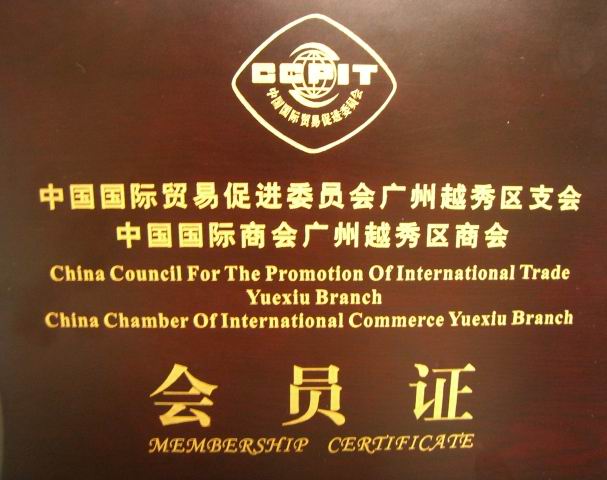 CCPIT
中国国际贸易促进委员会
中国国际贸易促进委员会广州越秀区支会
中国国际商会广州越秀区商会
China Council For The Promotion Of International Trade
Yuexiu Branch
China Chamber Of International Commerce Yuexiu Branch
会员证
MEMBERSHIP CERTIFICATE